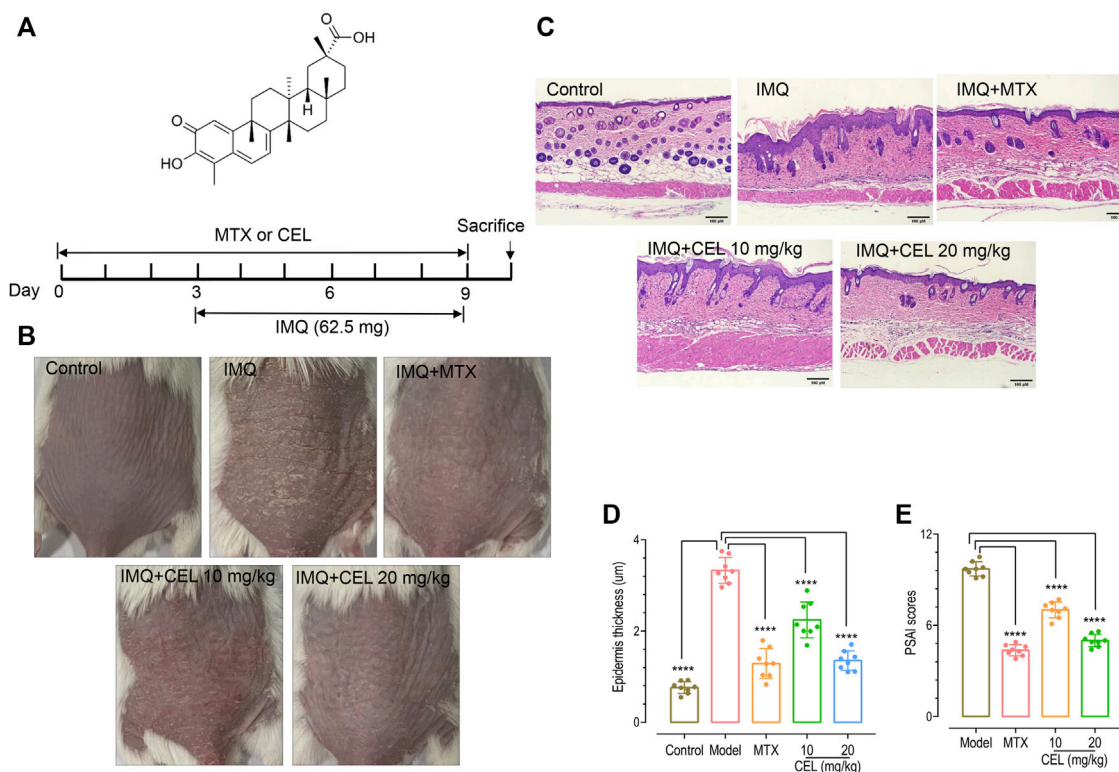 A
O
OH
H
O
HO
MTX or CEL
Sacrifice
Day
0
3
6
9
IMQ (62.5 mg)
B
Control
IMQ
IMQ+MTX
IMQ+CEL 10 mg/kg
IMQ+CEL 20 mg/kg
C
Control
IMQ
IMQ+MTX
IMQ+CEL 10 mg/kg
IMQ+CEL 20 mg/kg
D
Epidermis thickness (um)
4
2
0
****
****
****
****
Control
Model
MTX
10
20
CEL (mg/kg)
E
PSAI scores
12
6
0
****
****
****
Model
MTX
10
20
CEL (mg/kg)